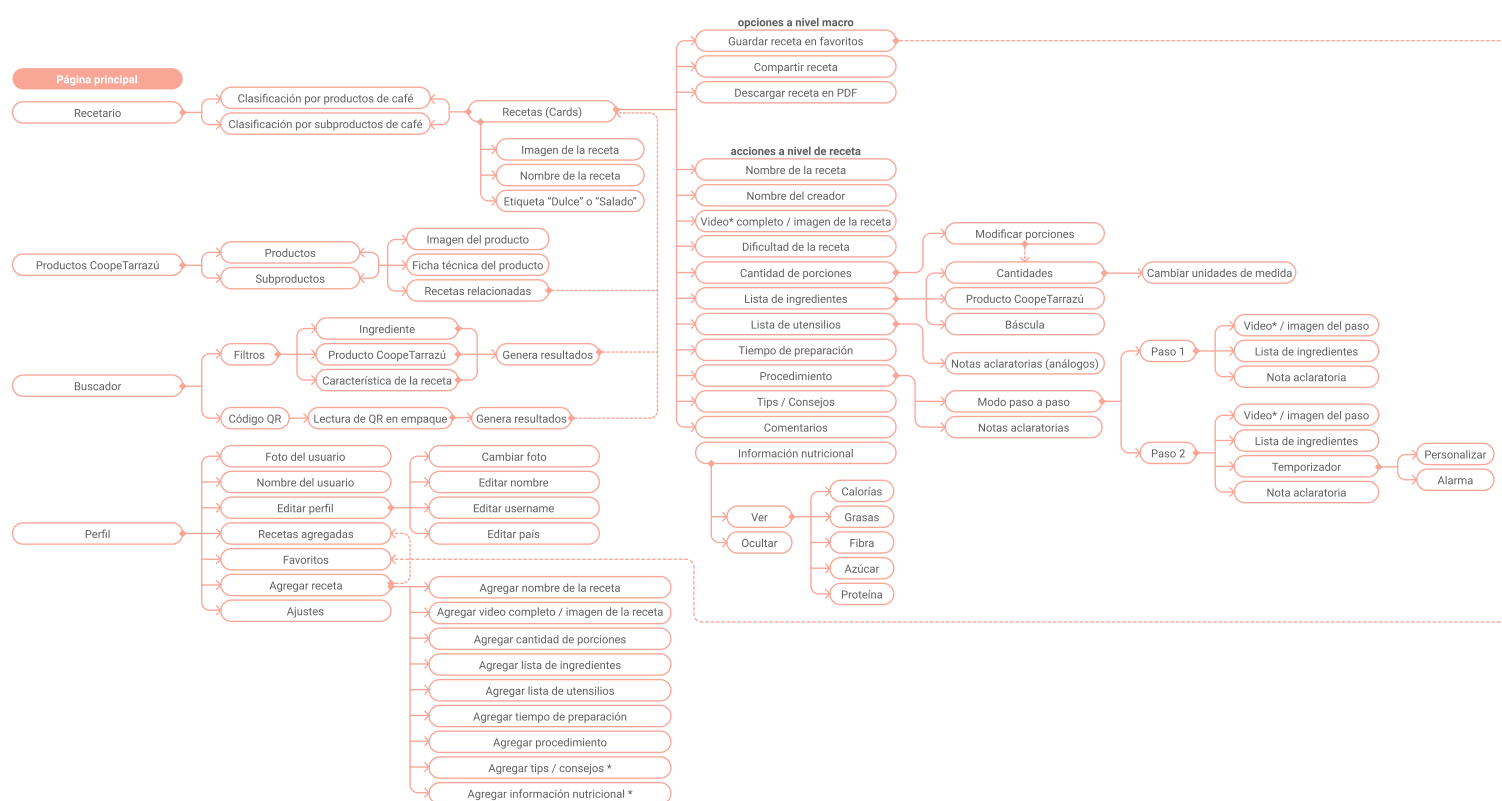 Página principal
Recetario
Clasificación por productos de café
Clasificación por subproductos de café
Recetas (Cards)
Imagen de la receta
Nombre de la receta
Etiqueta “Dulce” o “Salado”
opciones a nivel macro
Guardar receta en favoritos
Compartir receta
Descargar receta en PDF
acciones a nivel de receta
Nombre de la receta
Nombre del creador
Video* completo / imagen de la receta
Dificultad de la receta
Cantidad de porciones
Lista de ingredientes
Lista de utensilios
Tiempo de preparación
Procedimiento
Tips / Consejos
Comentarios
Información nutricional
Ver
Ocultar
Calorías
Grasas
Fibra
Azúcar
Proteína
Modificar porciones
Cantidades
Cambiar unidades de medida
Producto CoopeTarrazú
Báscula
Notas aclaratorias (análogos)
Modo paso a paso
Notas aclaratorias
Paso 1
Video* / imagen del paso
Lista de ingredientes
Nota aclaratoria
Paso 2
Video* / imagen del paso
Lista de ingredientes
Temporizador
Nota aclaratoria
Personalizar
Alarma
Productos CoopeTarrazú
Productos
Subproductos
Imagen del producto
Ficha técnica del producto
Recetas relacionadas
Buscador
Filtros
Ingrediente
Producto CoopeTarrazú
Característica de la receta
Genera resultados
Código QR
Lectura de QR en empaque
Genera resultados
Perfil
Foto del usuario
Nombre del usuario
Editar perfil
Recetas agregadas
Favoritos
Agregar receta
Ajustes
Cambiar foto
Editar nombre
Editar username
Editar país
Agregar nombre de la receta
Agregar video completo / imagen de la receta
Agregar cantidad de porciones
Agregar lista de ingredientes
Agregar lista de utensilios
Agregar tiempo de preparación
Agregar procedimiento
Agregar tips / consejos *
Agregar información nutricional *